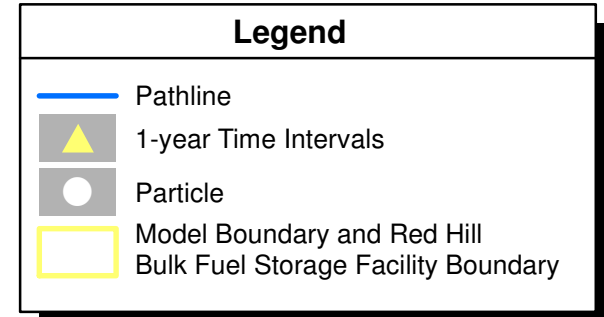 Legend
Pathline
1-year Time Intervals
Particle
Model Boundary and Red Hill
Bulk Fuel Storage Facility Boundary